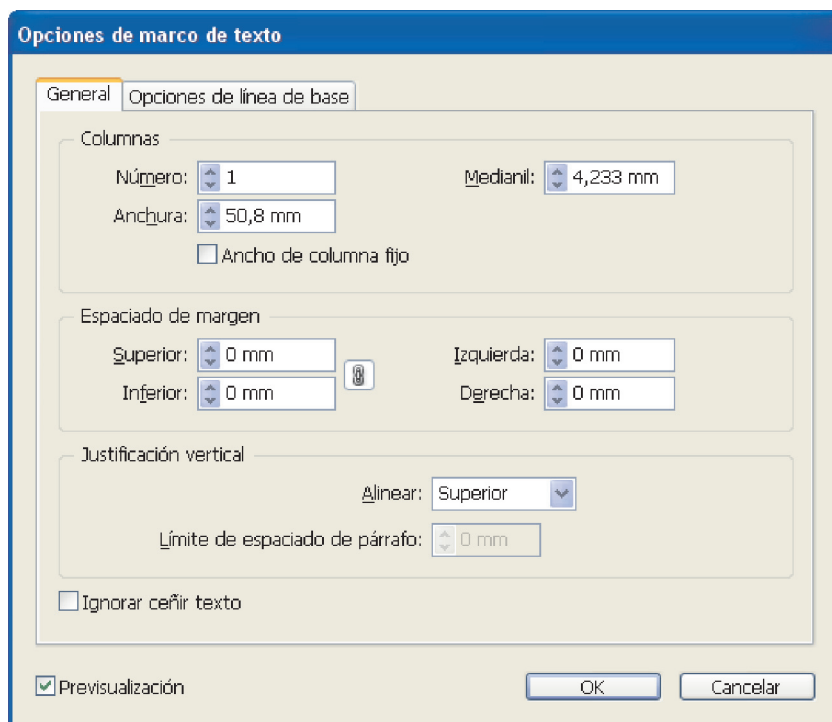 Opciones de marco de texto
General Opciones de línea de base
Columnas
Número: 1 Medianil: 4,233 mm
Anchura: 50,8 mm
Ancho de columna fijo
Espaciado de margen
Superior: 0 mm Izquierda: 0 mm
Inferior: 0 mm Derecha: 0 mm
Justificación vertical
Alinear: Superior
Límite de espaciado de párrafo: 0 mm
Ignorar ceñir texto
Previsualización OK Cancelar